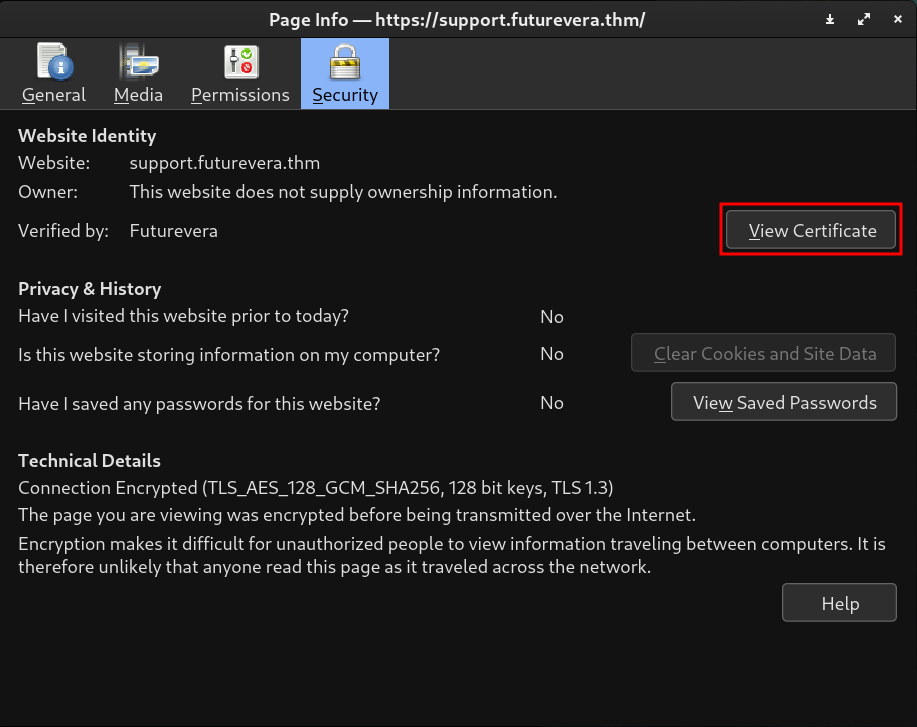 Page Info — https://support.futurevera.thm/
General Media Permissions Security
Website Identity
Website: support.futurevera.thm
Owner: This website does not supply ownership information.
Verified by: Futurevera View Certificate
Privacy & History
Have I visited this website prior to today? No
Is this website storing information on my computer? No Clear Cookies and Site Data
Have I saved any passwords for this website? No View Saved Passwords
Technical Details
Connection Encrypted (TLS_AES_128_GCM_SHA256, 128 bit keys, TLS 1.3)
The page you are viewing was encrypted before being transmitted over the Internet.
Encryption makes it difficult for unauthorized people to view information traveling between computers. It is
therefore unlikely that anyone read this page as it traveled across the network.
Help